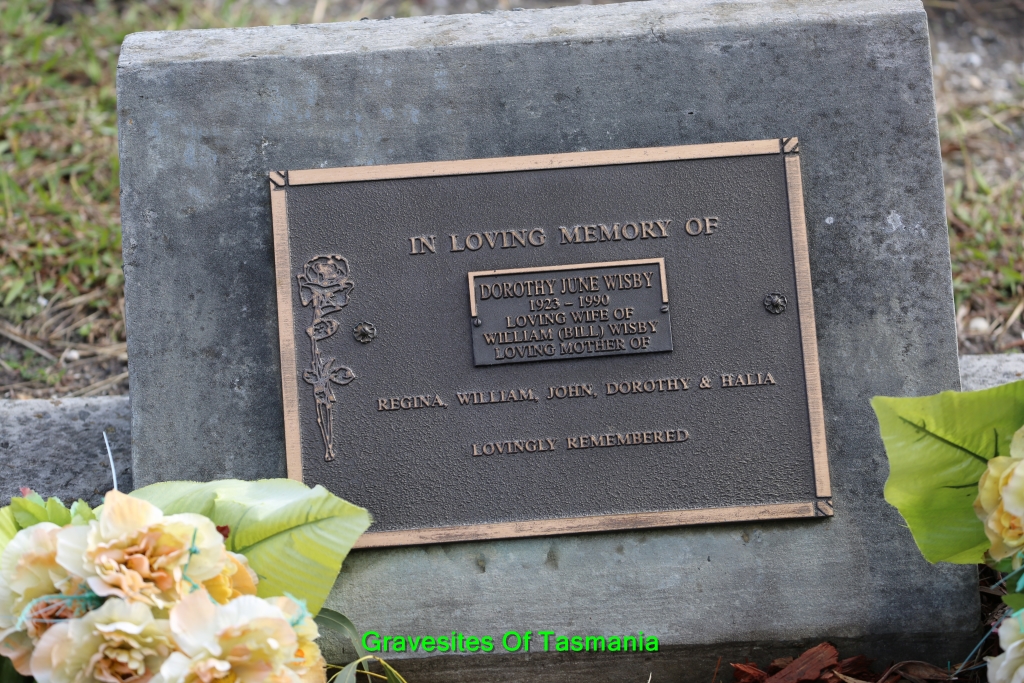 IN LOVING MEMORY OF
DOROTHY JUNE WISBY
1923 – 1990
LOVING WIFE OF
WILLIAM (BILL) WISBY
LOVING MOTHER OF
REGINA, WILLIAM, JOHN, DOROTHY & HALIA
LOVINGLY REMEMBERED
Gravesites Of Tasmania